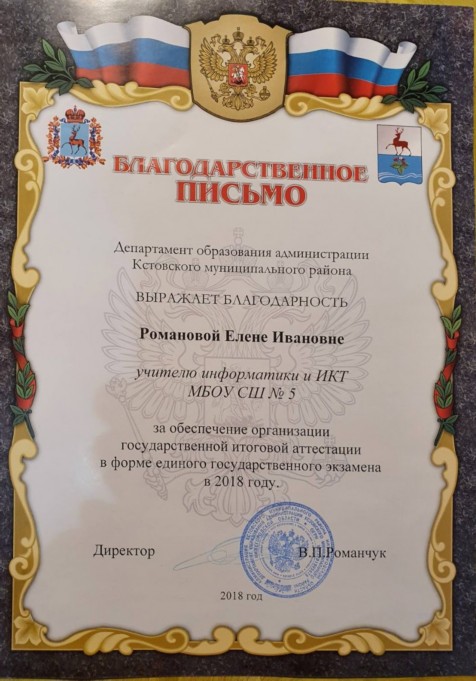 БЛАГОДАРСТВЕННОЕ
ПИСЬМО
Департамент образования администрации
Кстовского муниципального района
ВЫРАЖАЕТ БЛАГОДАРНОСТЬ
Романовой Елене Ивановне
учителю информатики и ИКТ
МБОУ СШ № 5
за обеспечение организации
государственной итоговой аттестации
в форме единого государственного экзамена
в 2018 году.
Директор В.П.Романчук
2018 год